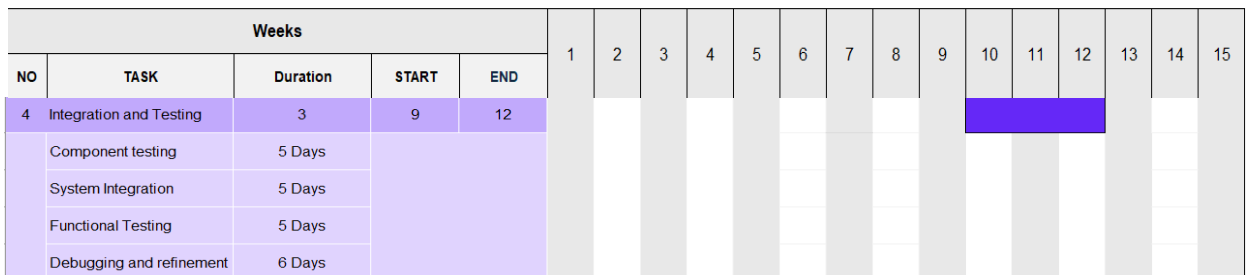 Weeks
1 2 3 4 5 6 7 8 9 10 11 12 13 14 15
NO TASK Duration START END
4 Integration and Testing 3 9 12
Component testing 5 Days
System Integration 5 Days
Functional Testing 5 Days
Debugging and refinement 6 Days